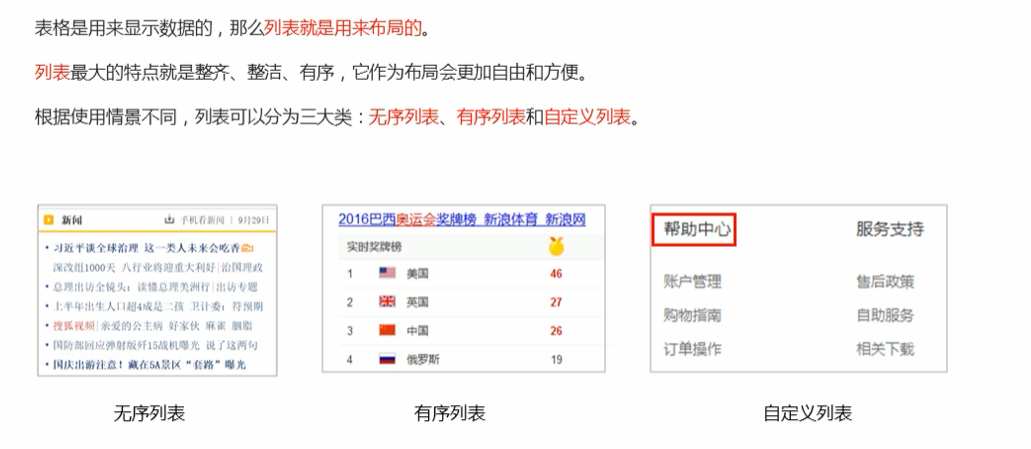 表格是用来显示数据的，那么列表就是用来布局的。
列表最大的特点就是整齐、整洁、有序，它作为布局会更加自由和方便。
根据使用情景不同，列表可以分为三大类：无序列表、有序列表和自定义列表。
新闻 手机看新闻 | 9月29日
· 习近平谈全球治理 这一类人未来会吃香
深改组1000天 八行业将迎重大利好|治国理政
· 总理出访全镜头：读懂总理美洲行|出访专题
· 上半年出生人口超4成是二孩 卫计委：符预期
· 搜狐视频|亲爱的公主病 好家伙 麻雀 胭脂
· 国防部回应弹射版歼15战机曝光 说了这两句
· 国庆出游注意！藏在5A景区“套路”曝光
无序列表
2016巴西奥运会奖牌榜_新浪体育_新浪网
实时奖牌榜
1 美国 46
2 英国 27
3 中国 26
4 俄罗斯 19
有序列表
帮助中心 服务支持
账户管理 售后政策
购物指南 自助服务
订单操作 相关下载
自定义列表